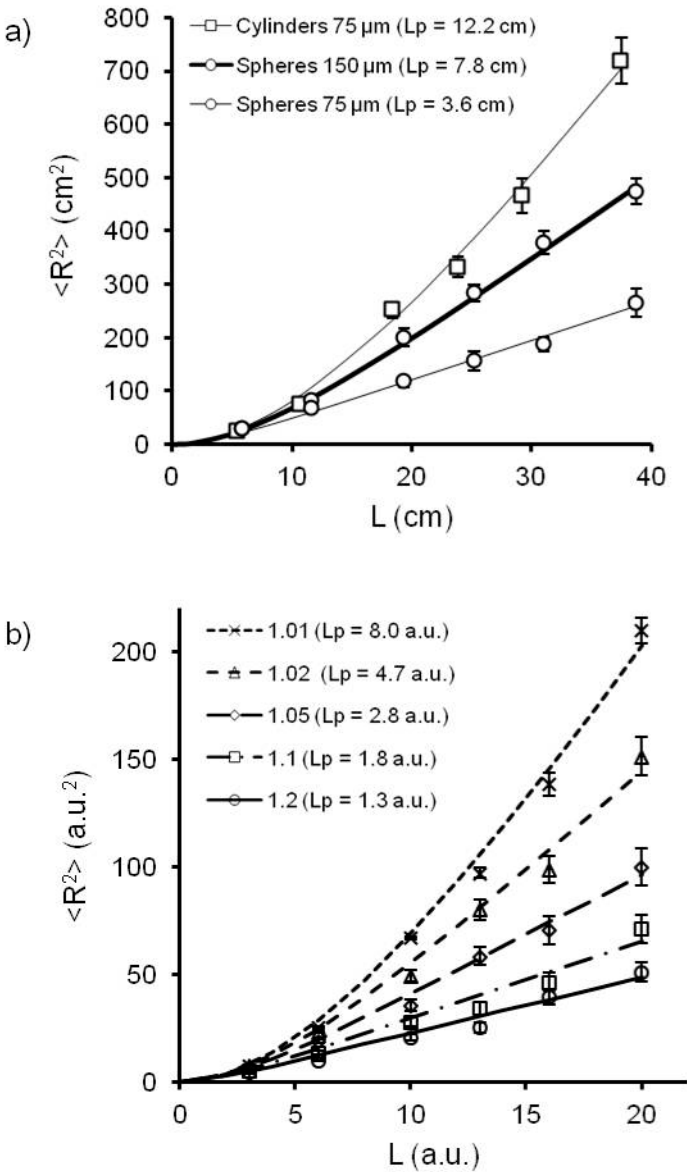 a)
800
700
600
500
400
300
200
100
0
<R²> (cm²)
Cylinders 75 µm (Lp = 12.2 cm)
Spheres 150 µm (Lp = 7.8 cm)
Spheres 75 µm (Lp = 3.6 cm)
0 10 20 30 40
L (cm)
b)
200
150
100
50
0
<R²> (a.u.²)
1.01 (Lp = 8.0 a.u.)
1.02 (Lp = 4.7 a.u.)
1.05 (Lp = 2.8 a.u.)
1.1 (Lp = 1.8 a.u.)
1.2 (Lp = 1.3 a.u.)
0 5 10 15 20
L (a.u.)